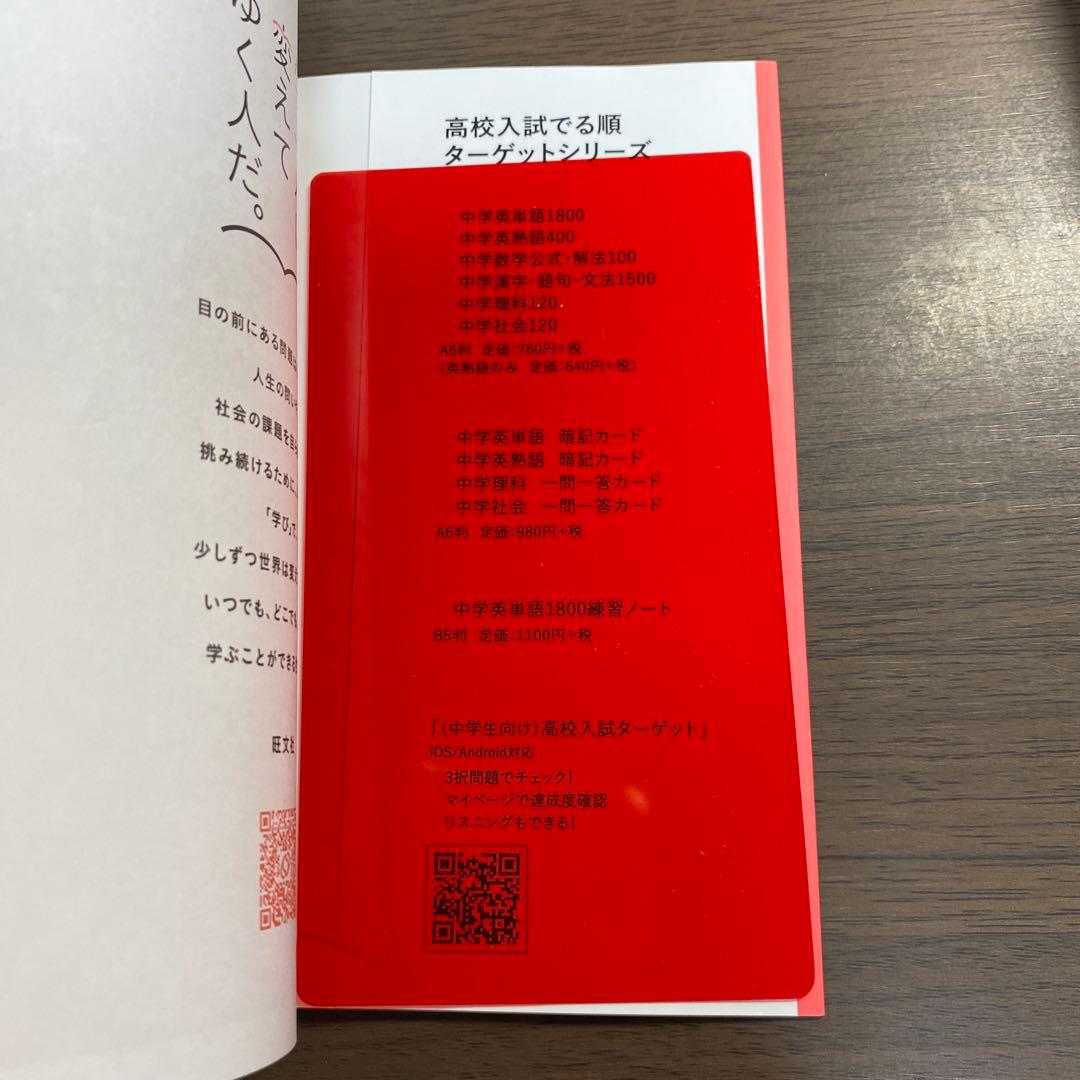 変えて
ゆく人だ。
目の前にある問題
人生の問い
社会の課題を自ら
挑み続けるために、
「学び」で、
少しずつ世界は変
いつでも、どこでも
学ぶことができる
旺文社
高校入試でる順
ターゲットシリーズ
中学英単語1800
中学英熟語400
中学数学公式・解法100
中学漢字・語句・文法1500
中学理科120
中学社会120
A6判 定価:760円+税
(英熟語のみ 定価:640円+税)
中学英単語 暗記カード
中学英熟語 暗記カード
中学理科 一問一答カード
中学社会 一問一答カード
A6判 定価:980円+税
中学英単語1800練習ノート
B5判 定価:1100円+税
「(中学生向け)高校入試ターゲット」
iOS/Android対応
3択問題でチェック!
マイページで達成度確認
リスニングもできる!